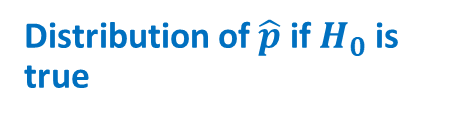 Distribution of p̂ if H₀ is
true